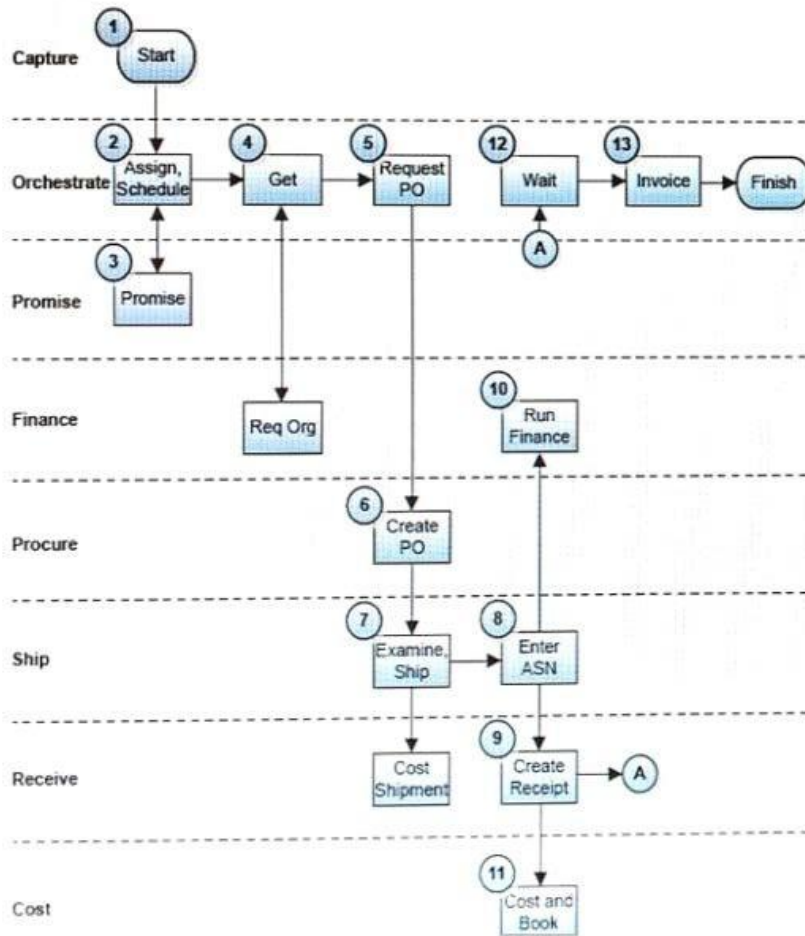 1
Capture
Start
2
4
5
12
13
Orchestrate
Assign,
Schedule
Get
Request
PO
Wait
Invoice
Finish
3
A
Promise
Promise
10
Finance
Req Org
Run
Finance
6
Procure
Create
PO
7
8
Ship
Examine,
Ship
Enter
ASN
9
Receive
Cost
Shipment
Create
Receipt
A
11
Cost
Cost and
Book